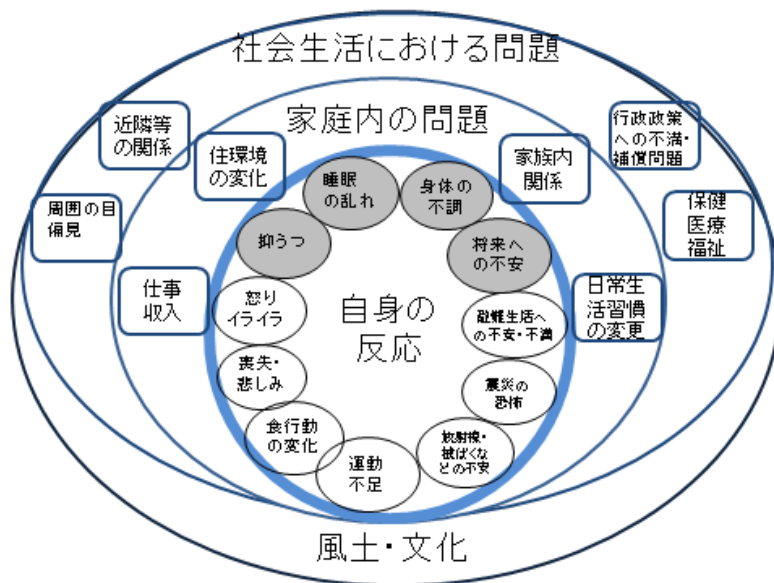 社会生活における問題
近隣等
の関係
家庭内の問題
行政政策
への不満・
補償問題
住環境
の変化
家族内
関係
周囲の目
偏見
睡眠
の乱れ
身体の
不調
保健
医療
福祉
抑うつ
将来へ
の不安
仕事
収入
怒り
イライラ
自身の
反応
避難生活へ
の不安・不満
日常生
活習慣
の変更
喪失・
悲しみ
震災の
恐怖
食行動
の変化
放射線・
被ばくな
どの不安
運動
不足
風土・文化